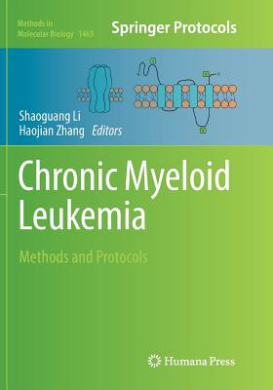 Methods in
Molecular Biology 1465
Springer Protocols
Shaoguang Li
Haojian Zhang Editors
Chronic Myeloid
Leukemia
Methods and Protocols
Humana Press